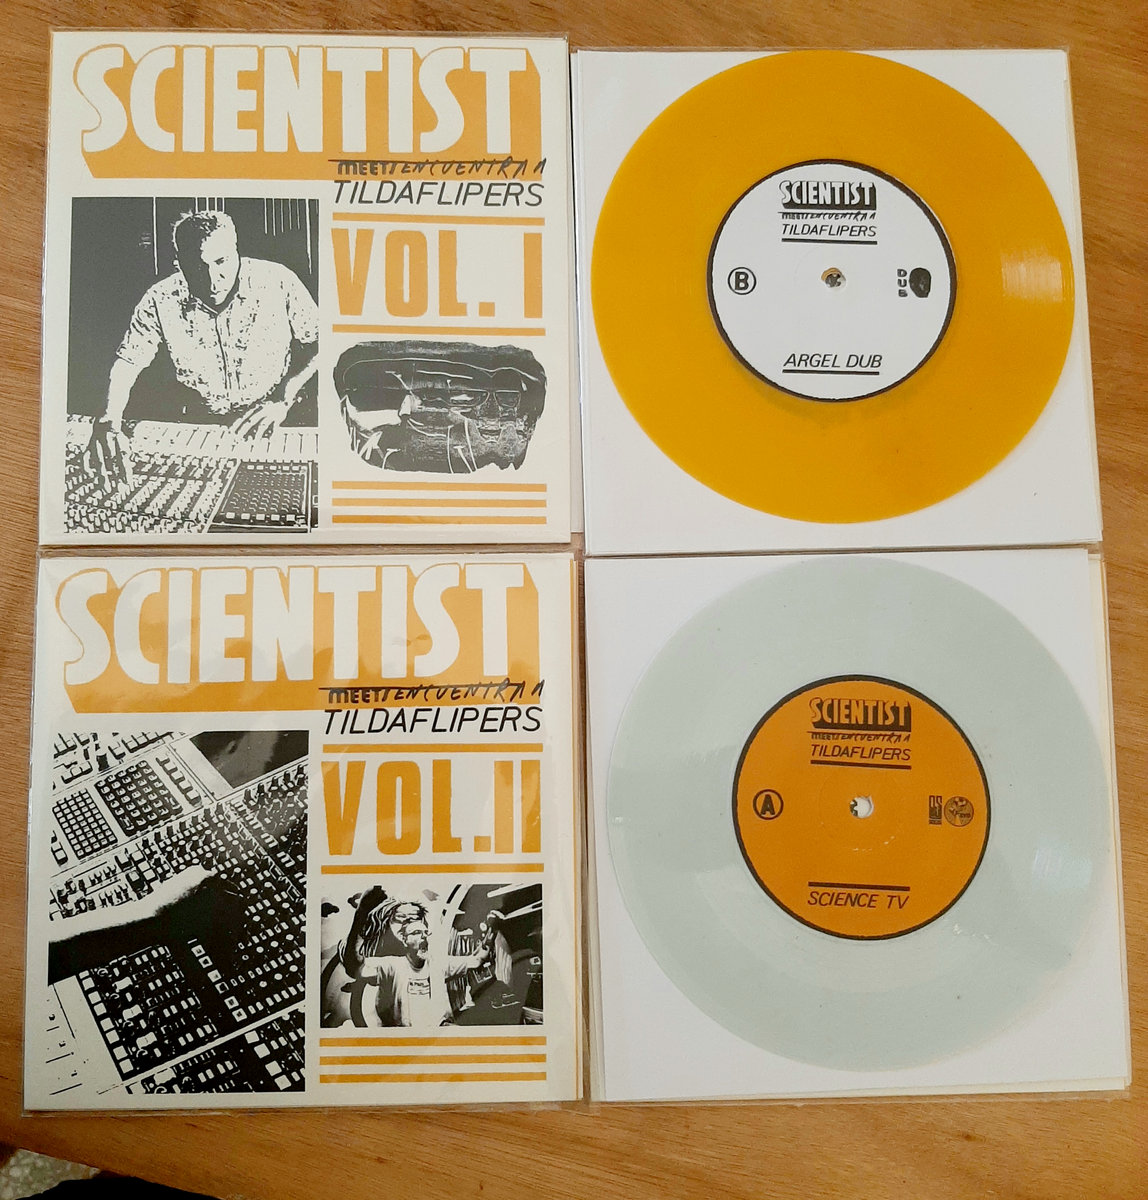 SCIENTIST
MEETS ENCUENTRA A
TILDAFLIPERS
VOL. I
SCIENTIST
MEETS ENCUENTRA A
TILDAFLIPERS
B
DUB
ARGEL DUB
SCIENTIST
MEETS ENCUENTRA A
TILDAFLIPERS
VOL.II
SCIENTIST
MEETS ENCUENTRA A
TILDAFLIPERS
A
SCIENCE TV